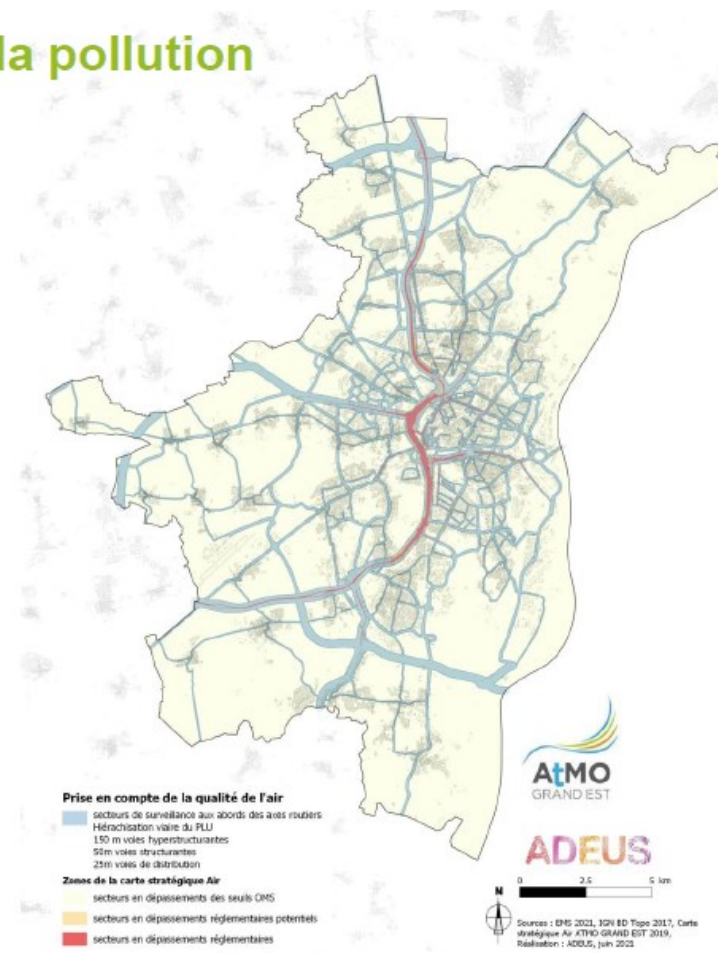 la pollution
AtMO
GRAND EST
ADEUS
Prise en compte de la qualité de l'air
secteurs de surveillance aux abords des axes routiers
Hiérachisation viaire du PLU
150 m voies hyperstructurantes
50m voies structurantes
25m voies de distribution
Zones de la carte stratégique Air
secteurs en dépassements des seuils OMS
secteurs en dépassements réglementaires potentiels
secteurs en dépassements réglementaires
N
0 2.5 5 km
Sources : EMS 2021, IGN BD Topo 2017, Carte
stratégique Air ATMO GRAND EST 2019,
Réalisation : ADEUS, juin 2021